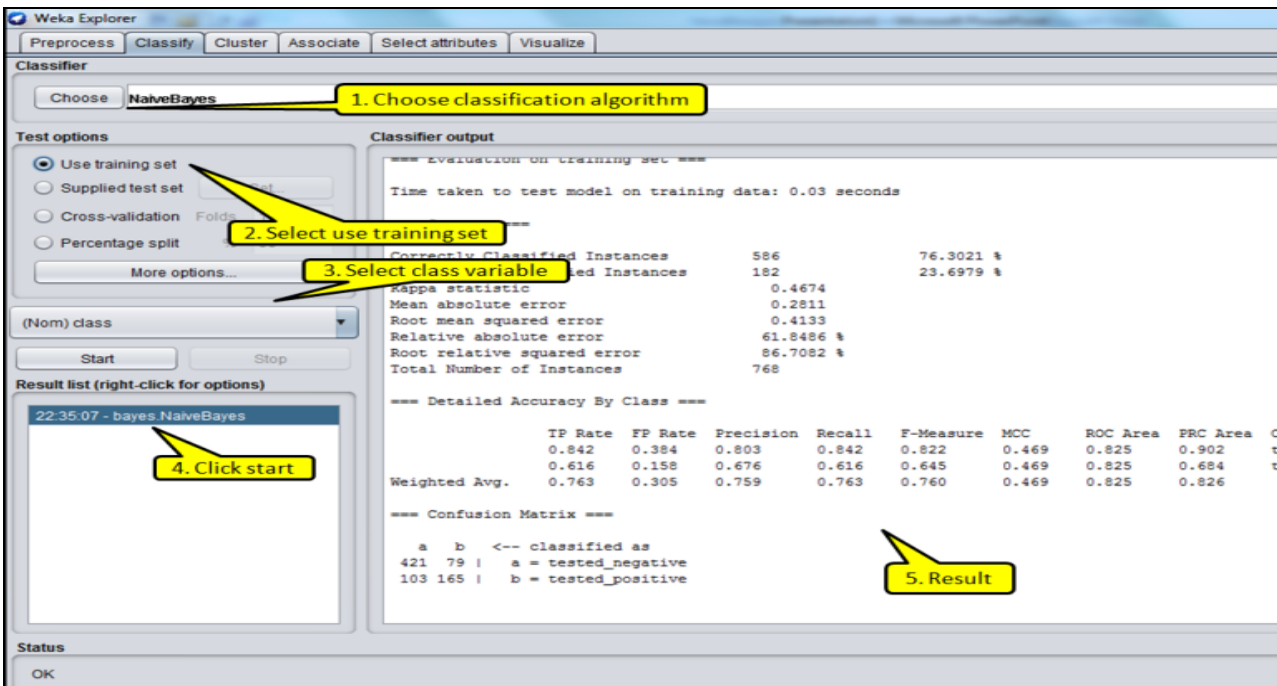 Weka Explorer
Preprocess Classify Cluster Associate Select attributes Visualize
Classifier
Choose NaiveBayes
1. Choose classification algorithm
Test options
Use training set
Supplied test set
Cross-validation Folds
Percentage split %
More options...
2. Select use training set
3. Select class variable
(Nom) class
Start Stop
Result list (right-click for options)
22:35:07 - bayes.NaiveBayes
4. Click start
Classifier output
=== Evaluation on training set ===
Time taken to test model on training data: 0.03 seconds
===
Correctly Classified Instances 586 76.3021 %
Instances 182 23.6979 %
Kappa statistic 0.4674
Mean absolute error 0.2811
Root mean squared error 0.4133
Relative absolute error 61.8486 %
Root relative squared error 86.7082 %
Total Number of Instances 768
=== Detailed Accuracy By Class ===
TP Rate FP Rate Precision Recall F-Measure MCC ROC Area PRC Area
0.842 0.384 0.803 0.842 0.822 0.469 0.825 0.902
0.616 0.158 0.676 0.616 0.645 0.469 0.825 0.684
Weighted Avg. 0.763 0.305 0.759 0.763 0.760 0.469 0.825 0.826
=== Confusion Matrix ===
a b <-- classified as
421 79 | a = tested_negative
103 165 | b = tested_positive
5. Result
Status
OK